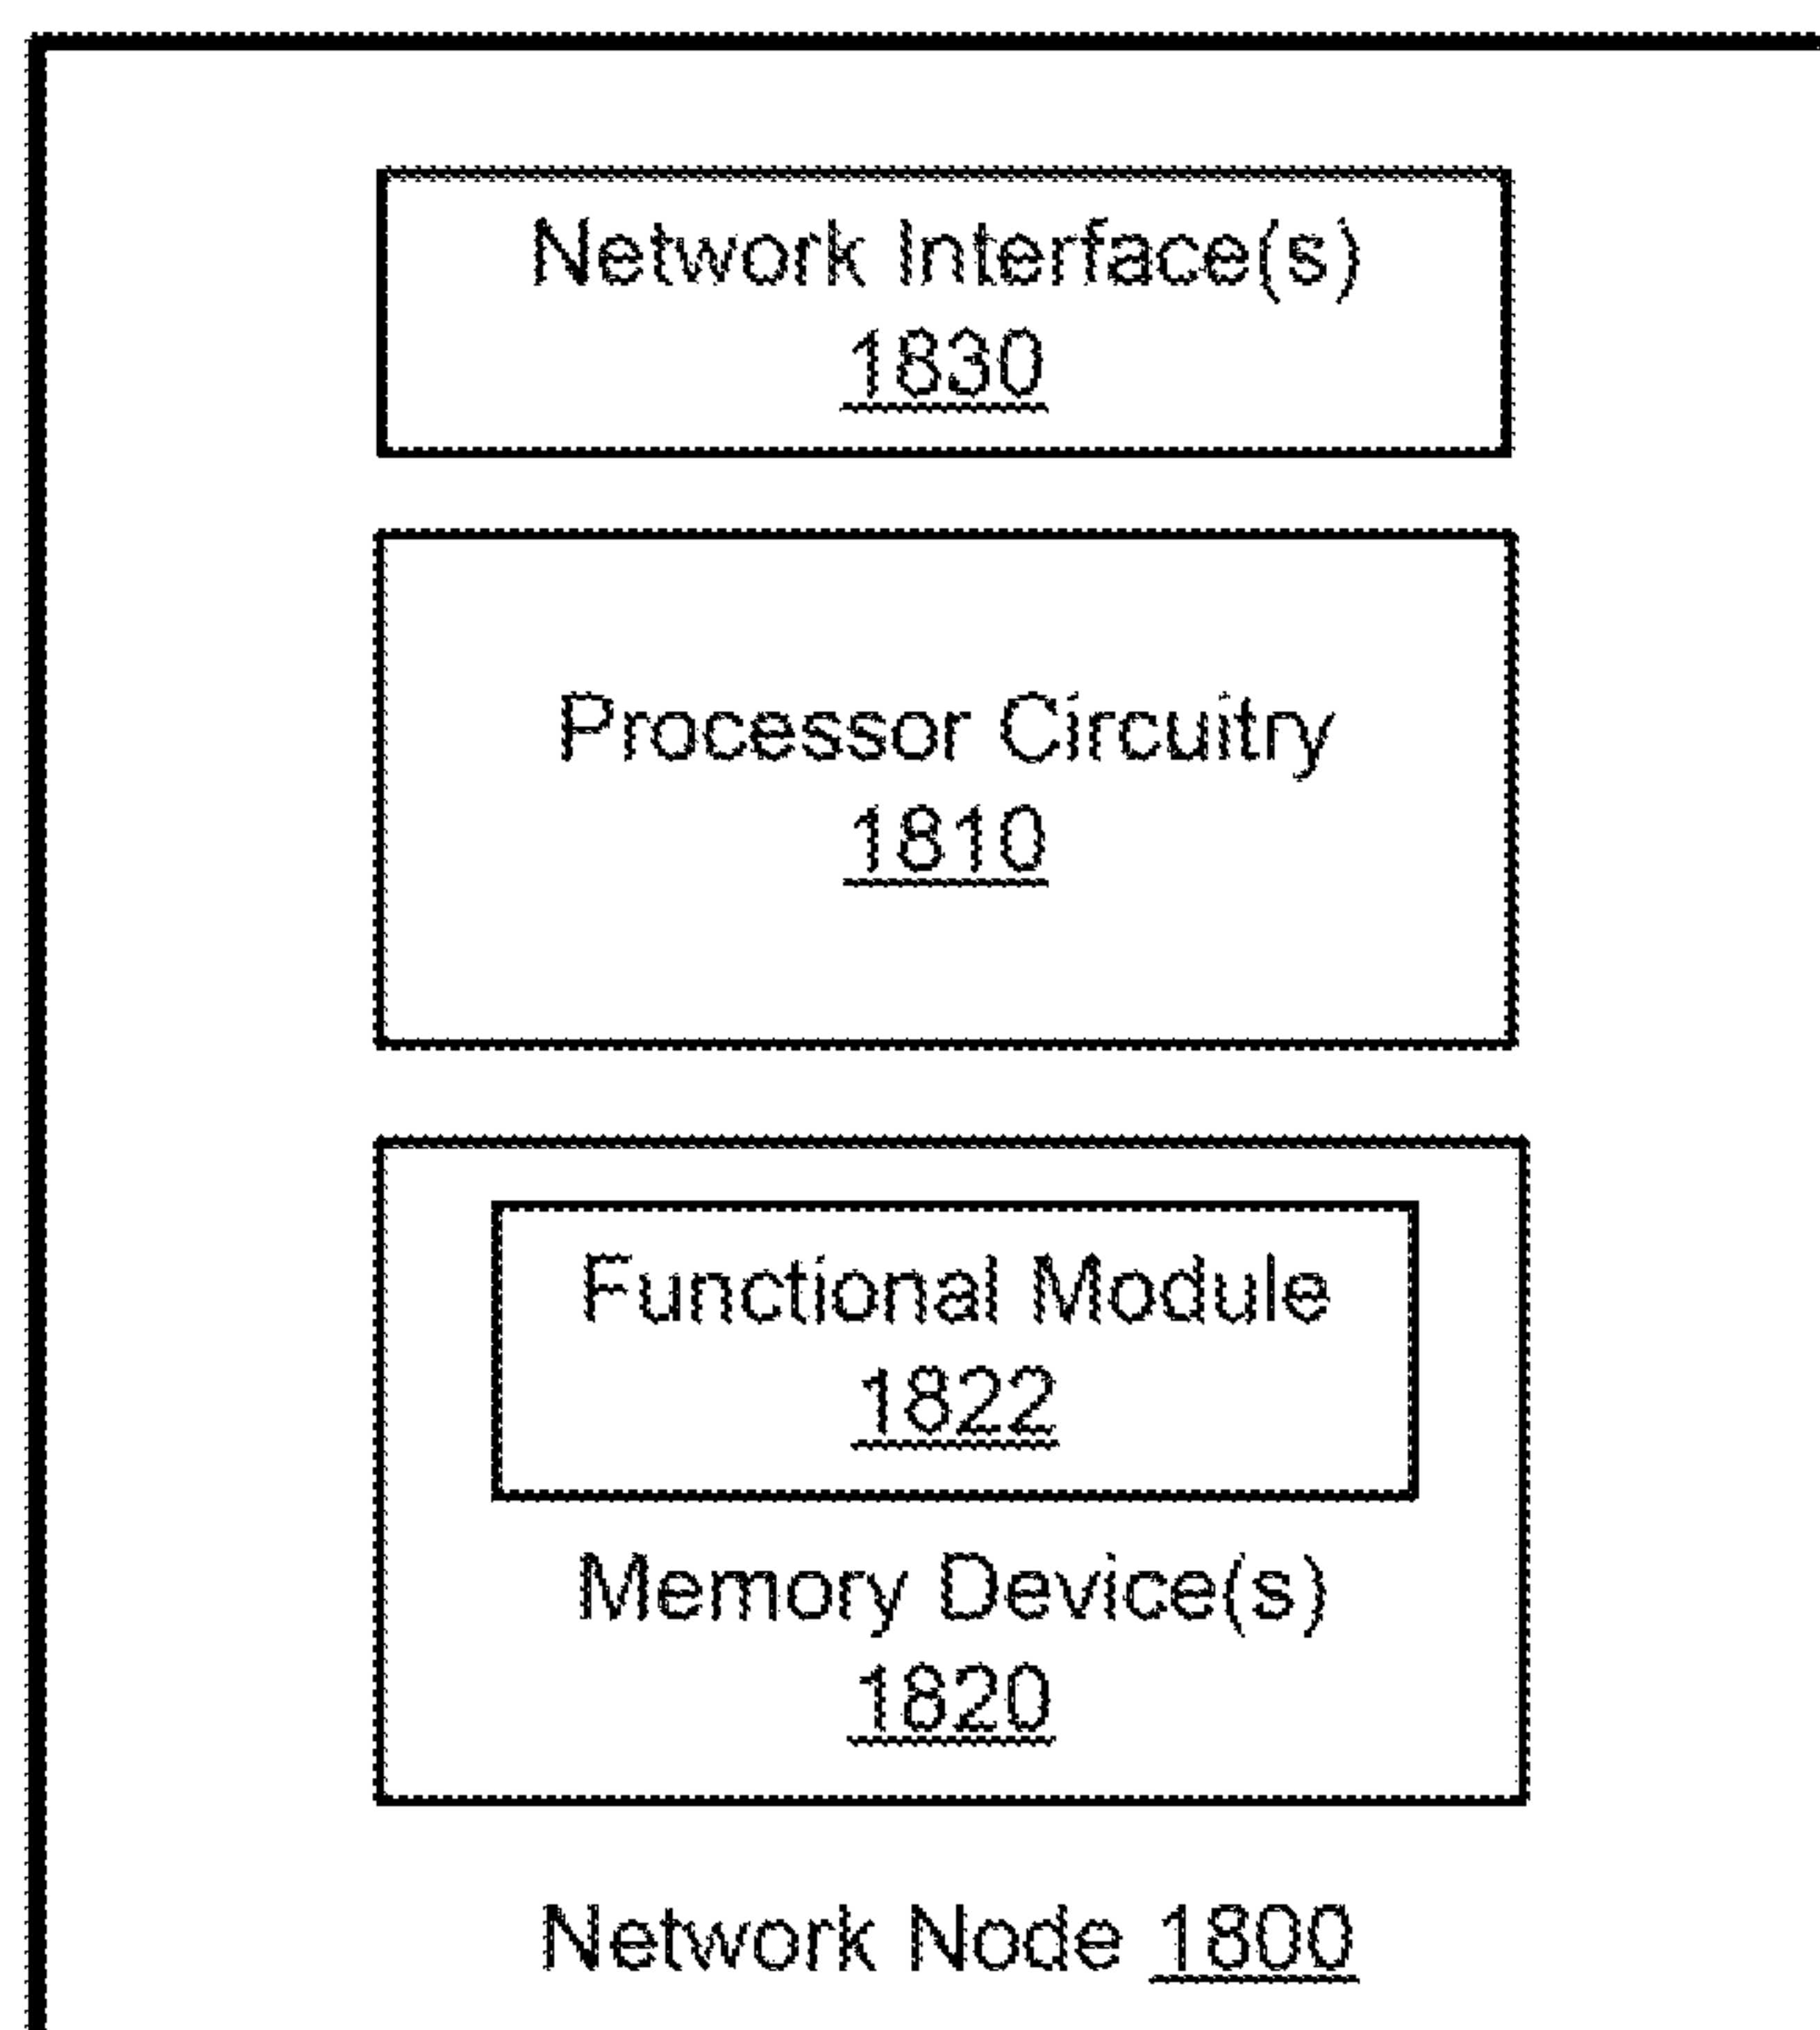 Network Interface(s)
1830
Processor Circuitry
1810
Functional Module
1822
Memory Device(s)
1820
Network Node 1800